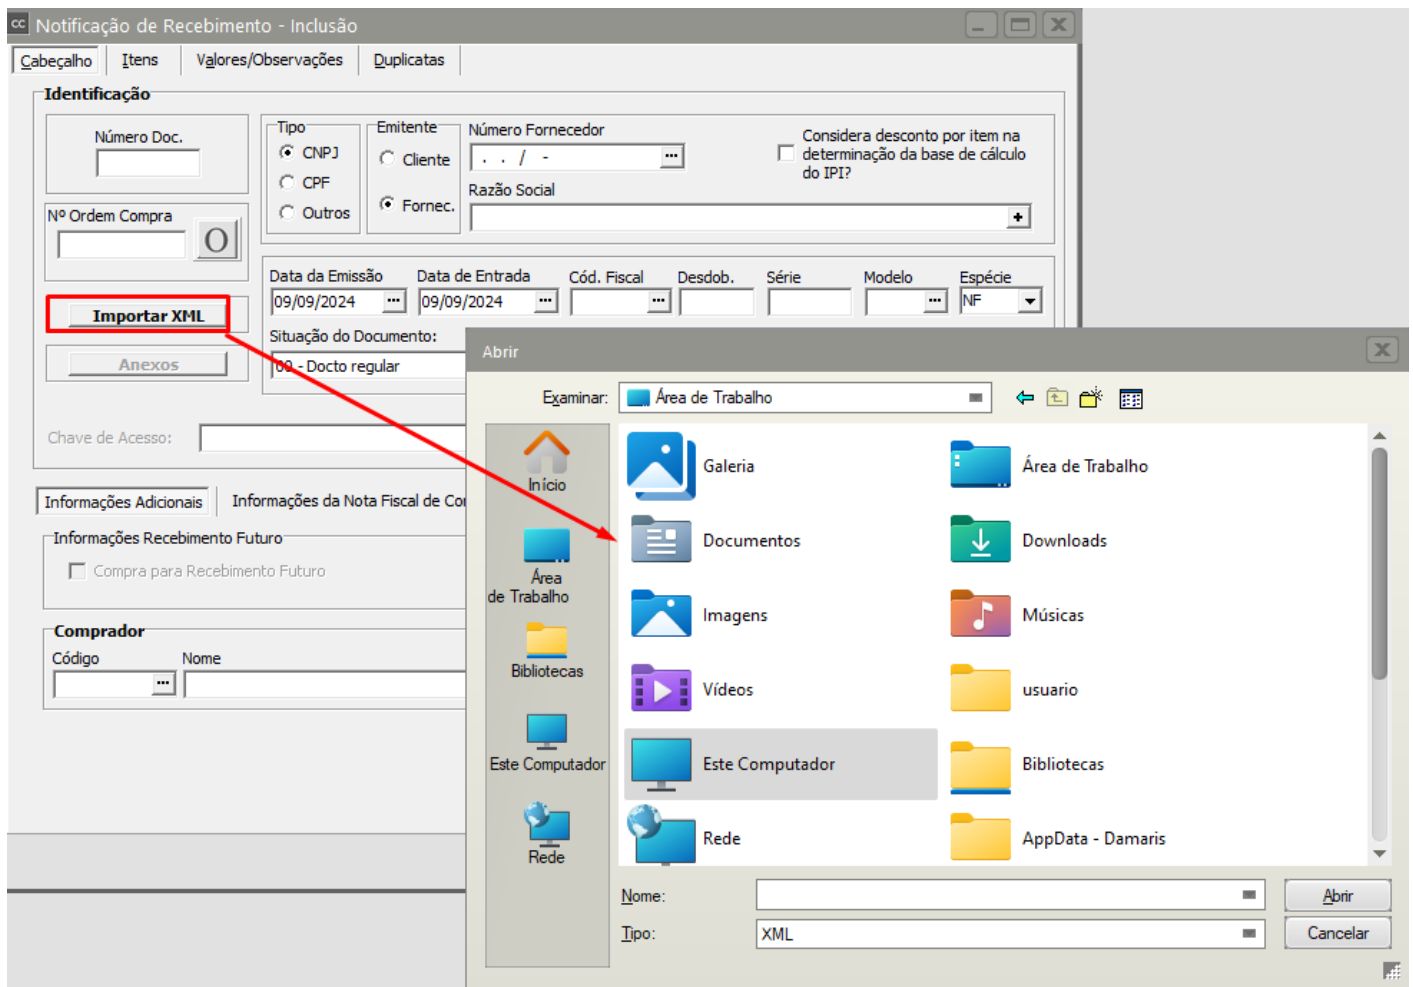 cc Notificação de Recebimento - Inclusão
Cabeçalho Itens Valores/Observações Duplicatas
Identificação
Número Doc.
Nº Ordem Compra
O
Importar XML
Anexos
Tipo
CNPJ
CPF
Outros
Emitente
Cliente
Fornec.
Número Fornecedor
. . / -
Razão Social
Considera desconto por item na
determinação da base de cálculo
do IPI?
Data da Emissão Data de Entrada Cód. Fiscal Desdob. Série Modelo Espécie
09/09/2024 09/09/2024 NF
Situação do Documento:
00 - Docto regular
Chave de Acesso:
Informações Adicionais Informações da Nota Fiscal de Co
Informações Recebimento Futuro
Compra para Recebimento Futuro
Comprador
Código Nome
Abrir
Examinar: Área de Trabalho
Início
Área
de Trabalho
Bibliotecas
Este Computador
Rede
Galeria Área de Trabalho
Documentos Downloads
Imagens Músicas
Vídeos usuario
Este Computador Bibliotecas
Rede AppData - Damaris
Nome: Abrir
Tipo: XML Cancelar